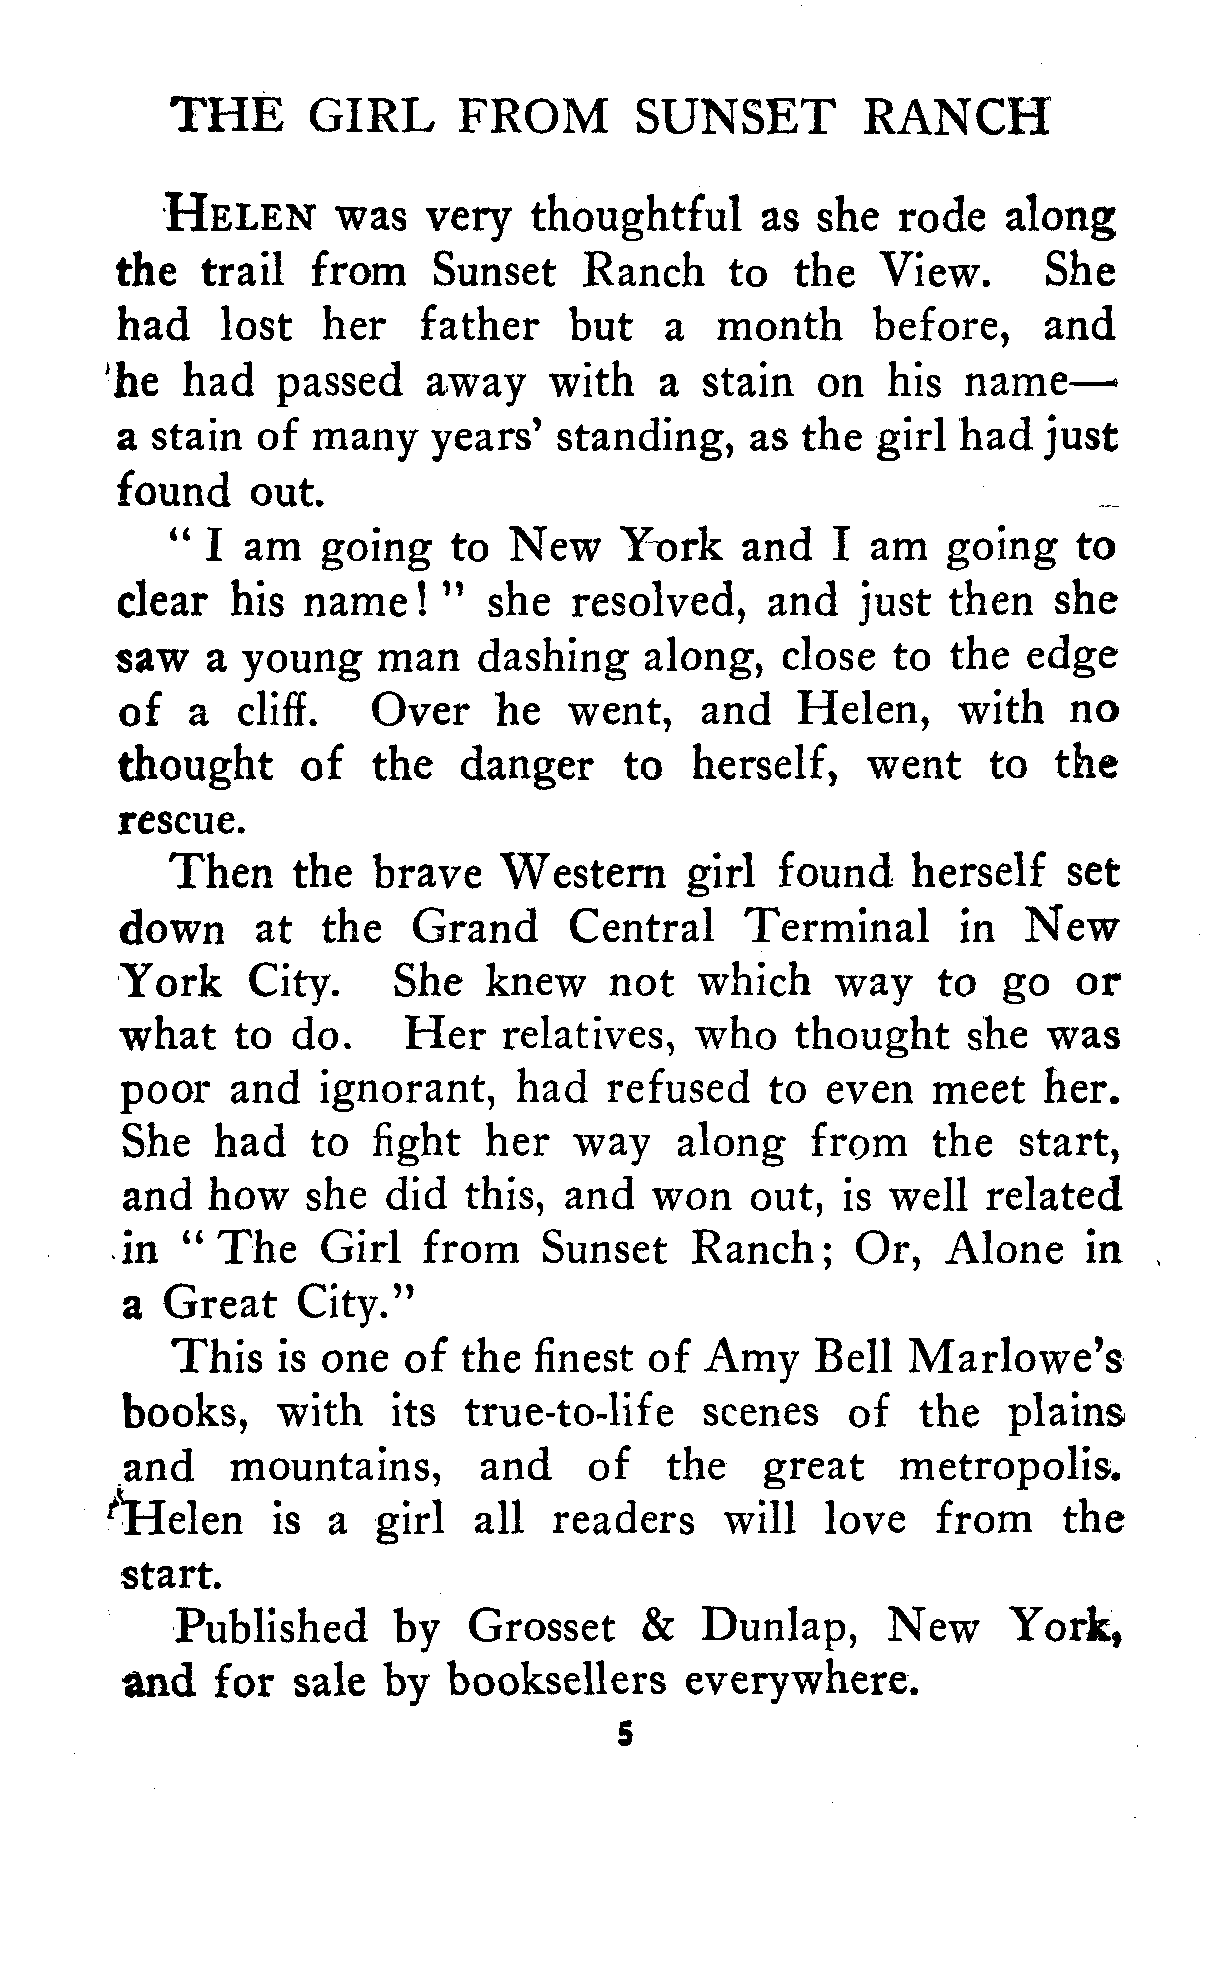 THE GIRL FROM SUNSET RANCH
HELEN was very thoughtful as she rode along
the trail from Sunset Ranch to the View. She
had lost her father but a month before, and
he had passed away with a stain on his name—
a stain of many years' standing, as the girl had just
found out.
" I am going to New York and I am going to
clear his name! " she resolved, and just then she
saw a young man dashing along, close to the edge
of a cliff. Over he went, and Helen, with no
thought of the danger to herself, went to the
rescue.
Then the brave Western girl found herself set
down at the Grand Central Terminal in New
York City. She knew not which way to go or
what to do. Her relatives, who thought she was
poor and ignorant, had refused to even meet her.
She had to fight her way along from the start,
and how she did this, and won out, is well related
in " The Girl from Sunset Ranch; Or, Alone in
a Great City."
This is one of the finest of Amy Bell Marlowe's
books, with its true-to-life scenes of the plains
and mountains, and of the great metropolis.
Helen is a girl all readers will love from the
start.
Published by Grosset & Dunlap, New York,
and for sale by booksellers everywhere.
5